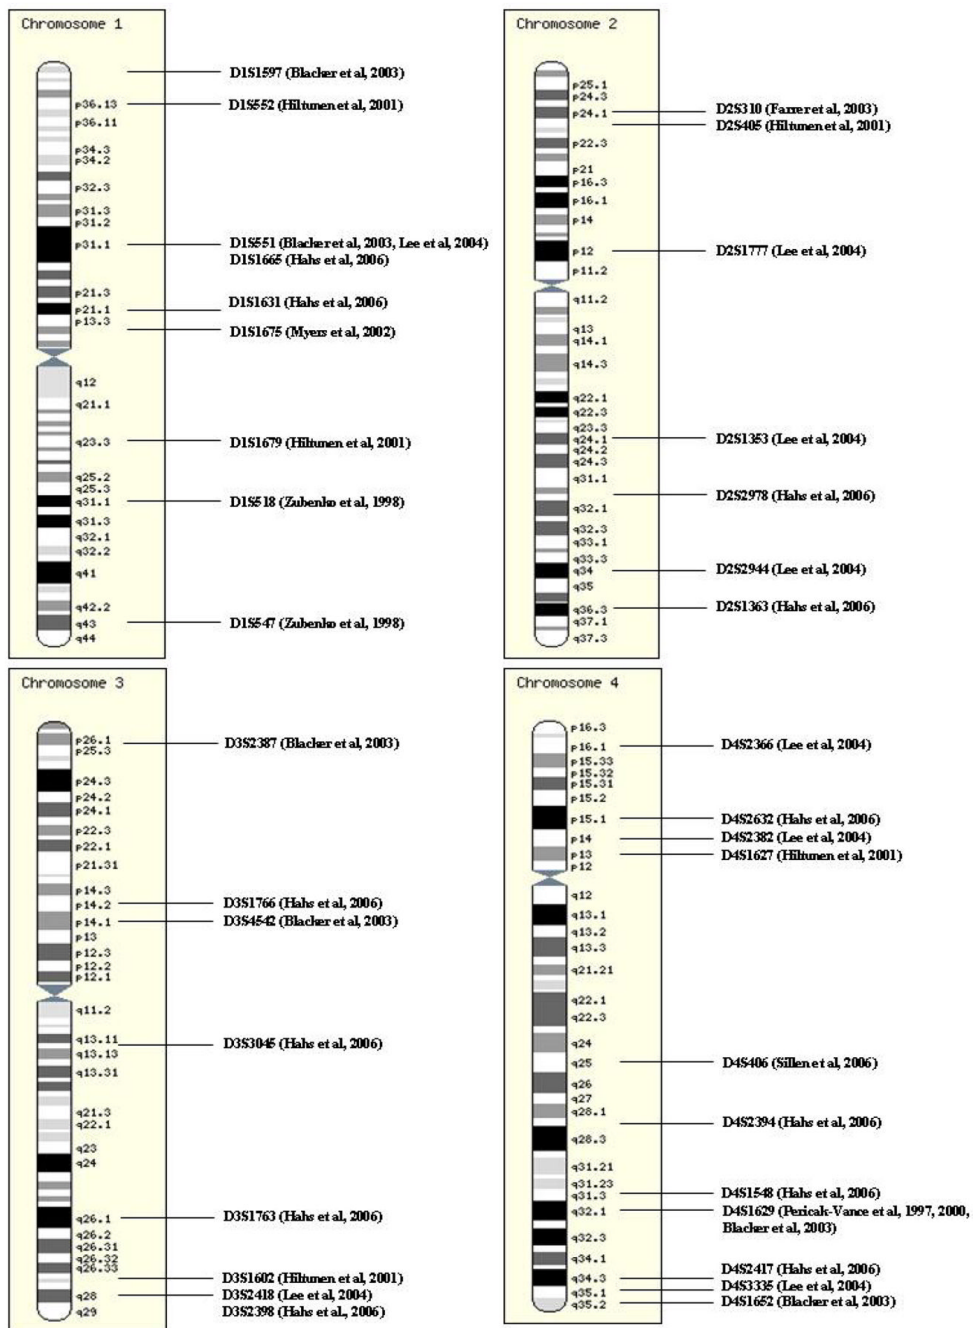 Chromosome 1
p36.13
p36.11
p34.3
p34.2
p32.3
p31.3
p31.2
p31.1
p21.3
p21.1
p13.3
q12
q21.1
q23.3
q25.2
q25.3
q31.1
q31.3
q32.1
q32.2
q41
q42.2
q43
q44
D1S1597 (Blacker et al, 2003)
D1S552 (Hiltunen et al, 2001)
D1S551 (Blacker et al, 2003, Lee et al, 2004)
D1S1665 (Hahs et al, 2006)
D1S1631 (Hahs et al, 2006)
D1S1675 (Myers et al, 2002)
D1S1679 (Hiltunen et al, 2001)
D1S518 (Zubenko et al, 1998)
D1S547 (Zubenko et al, 1998)
Chromosome 2
p25.1
p24.3
p24.1
p22.3
p21
p16.3
p16.1
p14
p12
p11.2
q11.2
q13
q14.1
q14.3
q22.1
q22.3
q23.3
q24.1
q24.2
q24.3
q31.1
q32.1
q32.3
q33.1
q33.3
q34
q35
q36.3
q37.1
q37.3
D2S310 (Farrer et al, 2003)
D2S405 (Hiltunen et al, 2001)
D2S1777 (Lee et al, 2004)
D2S1353 (Lee et al, 2004)
D2S2978 (Hahs et al, 2006)
D2S2944 (Lee et al, 2004)
D2S1363 (Hahs et al, 2006)
Chromosome 3
p26.1
p25.3
p24.3
p24.2
p24.1
p22.3
p22.1
p21.31
p14.3
p14.2
p14.1
p13
p12.3
p12.2
p12.1
q11.2
q13.11
q13.13
q13.31
q21.3
q22.1
q23
q24
q26.1
q26.2
q26.31
q26.32
q26.33
q28
q29
D3S2387 (Blacker et al, 2003)
D3S1766 (Hahs et al, 2006)
D3S4542 (Blacker et al, 2003)
D3S3045 (Hahs et al, 2006)
D3S1763 (Hahs et al, 2006)
D3S1602 (Hiltunen et al, 2001)
D3S2418 (Lee et al, 2004)
D3S2398 (Hahs et al., 2006)
Chromosome 4
p16.3
p16.1
p15.33
p15.32
p15.31
p15.2
p15.1
p14
p13
p12
q12
q13.1
q13.2
q13.3
q21.21
q22.1
q22.3
q24
q25
q26
q27
q28.1
q28.3
q31.21
q31.23
q31.3
q32.1
q32.3
q34.1
q34.3
q35.1
q35.2
D4S2366 (Lee et al, 2004)
D4S2632 (Hahs et al, 2006)
D4S2382 (Lee et al, 2004)
D4S1627 (Hiltunen et al, 2001)
D4S406 (Sillen et al, 2006)
D4S2394 (Hahs et al, 2006)
D4S1548 (Hahs et al, 2006)
D4S1629 (Pericak-Vance et al, 1997, 2000,
Blacker et al, 2003)
D4S2417 (Hahs et al, 2006)
D4S3335 (Lee et al, 2004)
D4S1652 (Blacker et al, 2003)